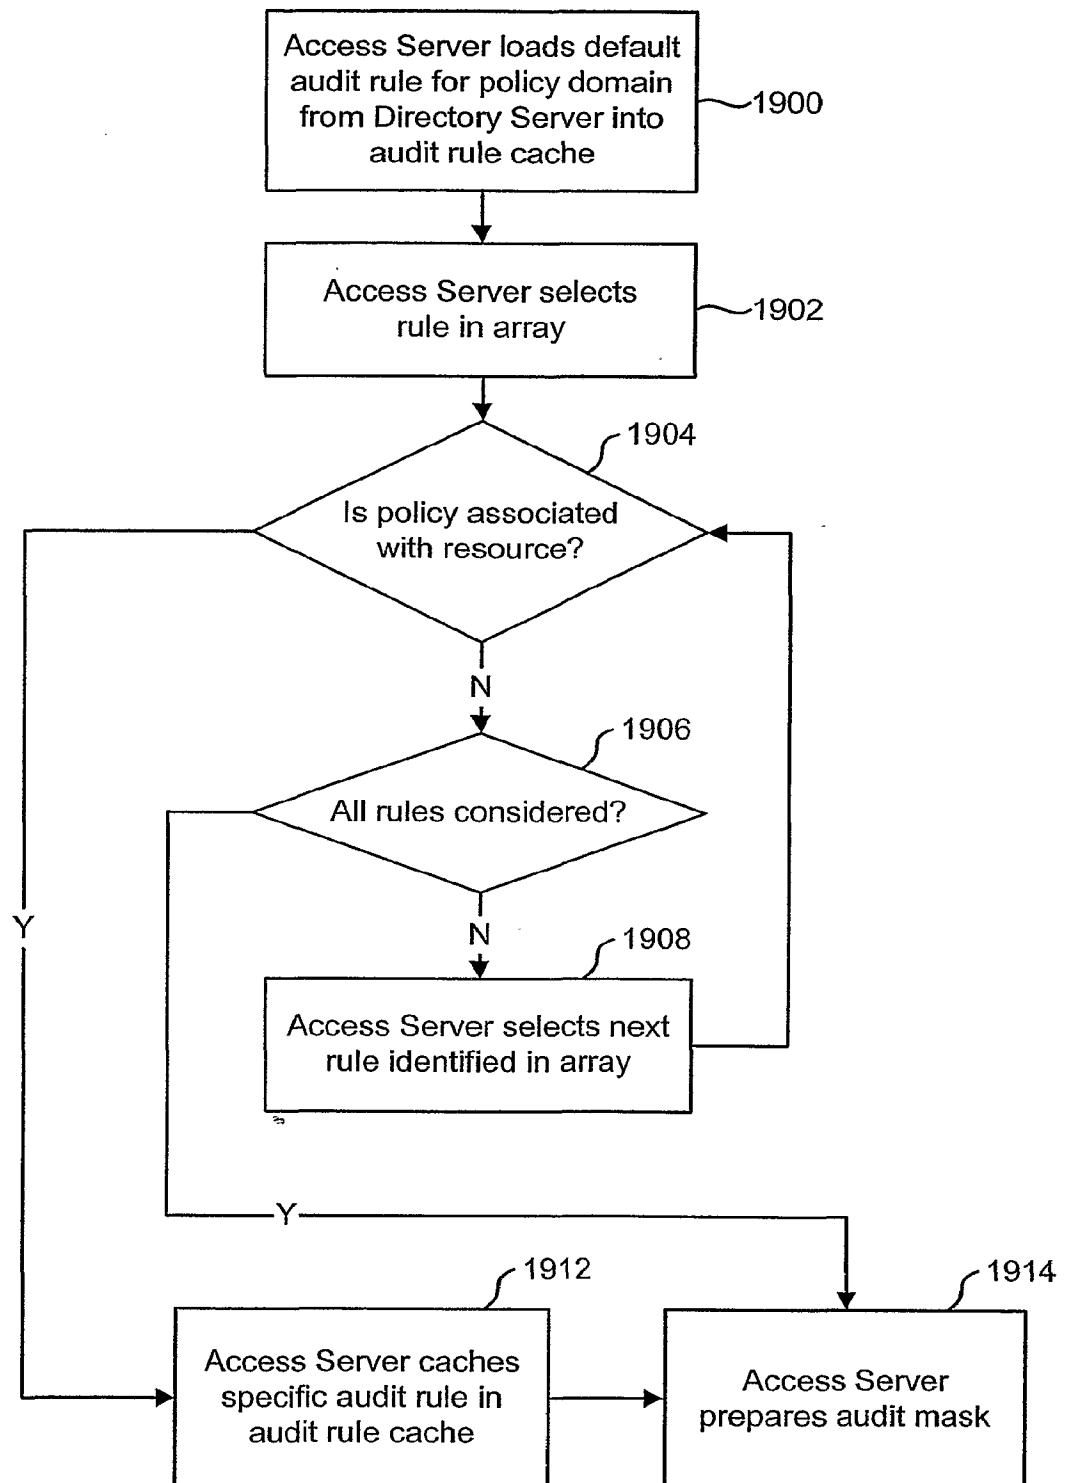 Access Server loads default
audit rule for policy domain
from Directory Server into
audit rule cache
1900
Access Server selects
rule in array
1902
1904
Is policy associated
with resource?
N
1906
All rules considered?
Y
N
1908
Access Server selects next
rule identified in array
Y
1912
1914
Access Server caches
specific audit rule in
audit rule cache
Access Server
prepares audit mask